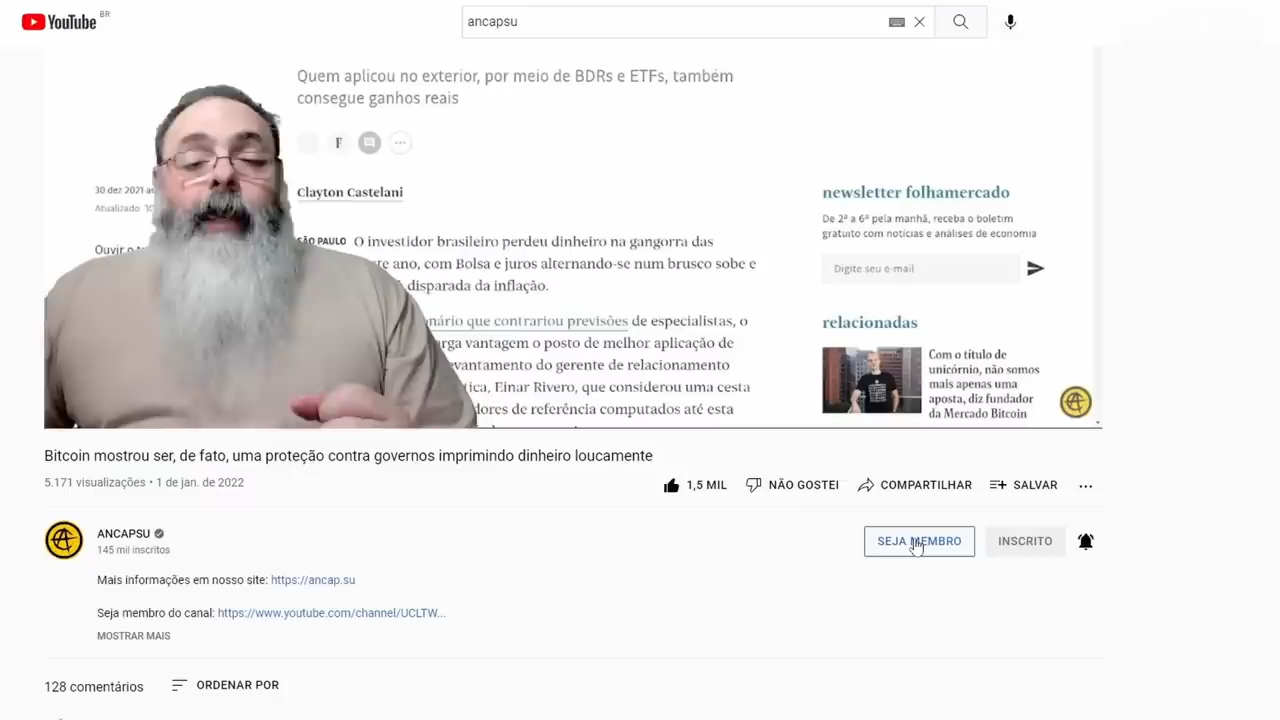 YouTube BR
ancapsu
Quem aplicou no exterior, por meio de BDRs e ETFs, também
consegue ganhos reais
F
30 dez 2021
Atualizado
Clayton Castelani
Ouvir o
SÃO PAULO O investidor brasileiro perdeu dinheiro na gangorra das
te ano, com Bolsa e juros alternando-se num brusco sobe e
disparada da inflação.
nário que contrariou previsões de especialistas, o
rga vantagem o posto de melhor aplicação de
evantamento do gerente de relacionamento
tica, Einar Rivero, que considerou uma cesta
dores de referência computados até esta
newsletter folhamercado
De 2ª a 6ª pela manhã, receba o boletim
gratuito com notícias e análises de economia
Digite seu e-mail
relacionadas
Com o título de
unicórnio, não somos
mais apenas uma
aposta, diz fundador
da Mercado Bitcoin
Bitcoin mostrou ser, de fato, uma proteção contra governos imprimindo dinheiro loucamente
5.171 visualizações • 1 de jan. de 2022
1,5 MIL NÃO GOSTEI COMPARTILHAR SALVAR ...
ANCAPSU
145 mil inscritos
SEJA MEMBRO INSCRITO
Mais informações em nosso site: https://ancap.su
Seja membro do canal: https://www.youtube.com/channel/UCLTW...
MOSTRAR MAIS
128 comentários ORDENAR POR